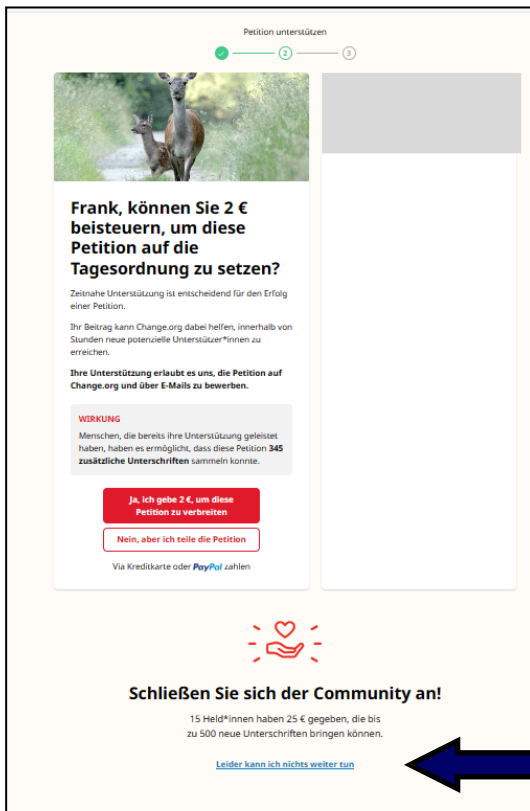 Petition unterstützen
2 3
Frank, können Sie 2 €
beisteuern, um diese
Petition auf die
Tagesordnung zu setzen?
Zeitnahe Unterstützung ist entscheidend für den Erfolg
einer Petition.
Ihr Beitrag kann Change.org dabei helfen, innerhalb von
Stunden neue potenzielle Unterstützer*innen zu
erreichen.
Ihre Unterstützung erlaubt es uns, die Petition auf
Change.org und über E-Mails zu bewerben.
WIRKUNG
Menschen, die bereits ihre Unterstützung geleistet
haben, haben es ermöglicht, dass diese Petition 345
zusätzliche Unterschriften sammeln konnte.
Ja, ich gebe 2 €, um diese
Petition zu verbreiten
Nein, aber ich teile die Petition
Via Kreditkarte oder PayPal zahlen
Schließen Sie sich der Community an!
15 Held*innen haben 25 € gegeben, die bis
zu 500 neue Unterschriften bringen können.
Leider kann ich nichts weiter tun